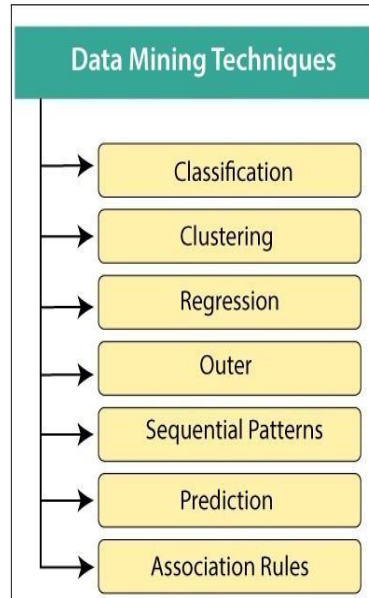 Data Mining Techniques
Classification
Clustering
Regression
Outer
Sequential Patterns
Prediction
Association Rules